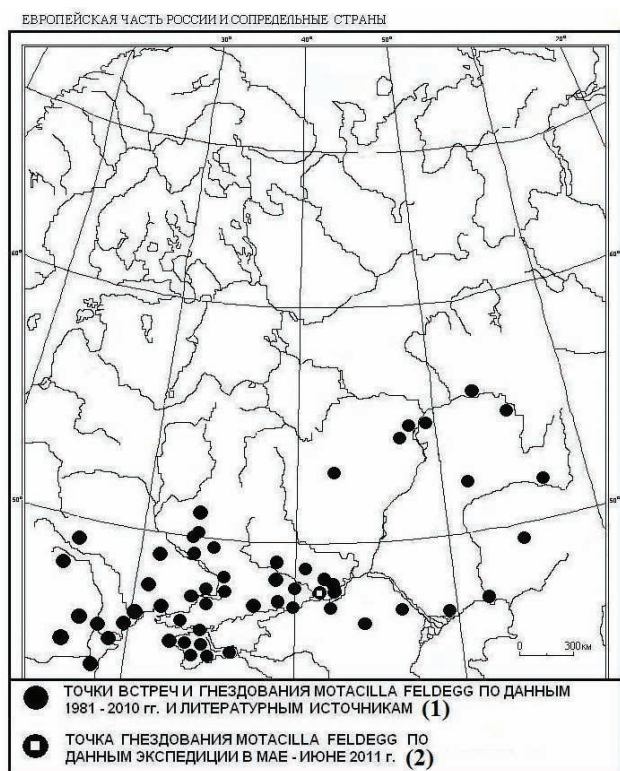 ЕВРОПЕЙСКАЯ ЧАСТЬ РОССИИ И СОПРЕДЕЛЬНЫЕ СТРАНЫ
30° 40° 50° 70°
60° 60°
50° 50°
0 300км
ТОЧКИ ВСТРЕЧ И ГНЕЗДОВАНИЯ MOTACILLA FELDEGG ПО ДАННЫМ
1981 - 2010 гг. И ЛИТЕРАТУРНЫМ ИСТОЧНИКАМ (1)
ТОЧКА ГНЕЗДОВАНИЯ MOTACILLA FELDEGG ПО
ДАННЫМ ЭКСПЕДИЦИИ В МАЕ - ИЮНЕ 2011 г. (2)